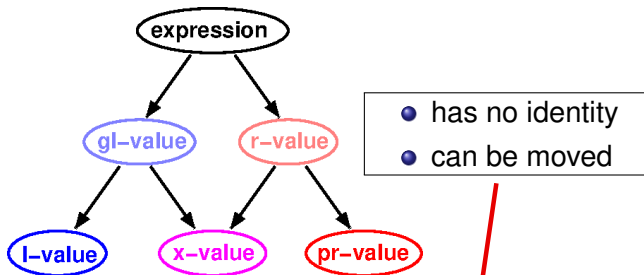 expression
gl-value
r-value
has no identity
can be moved
l-value
x-value
pr-value